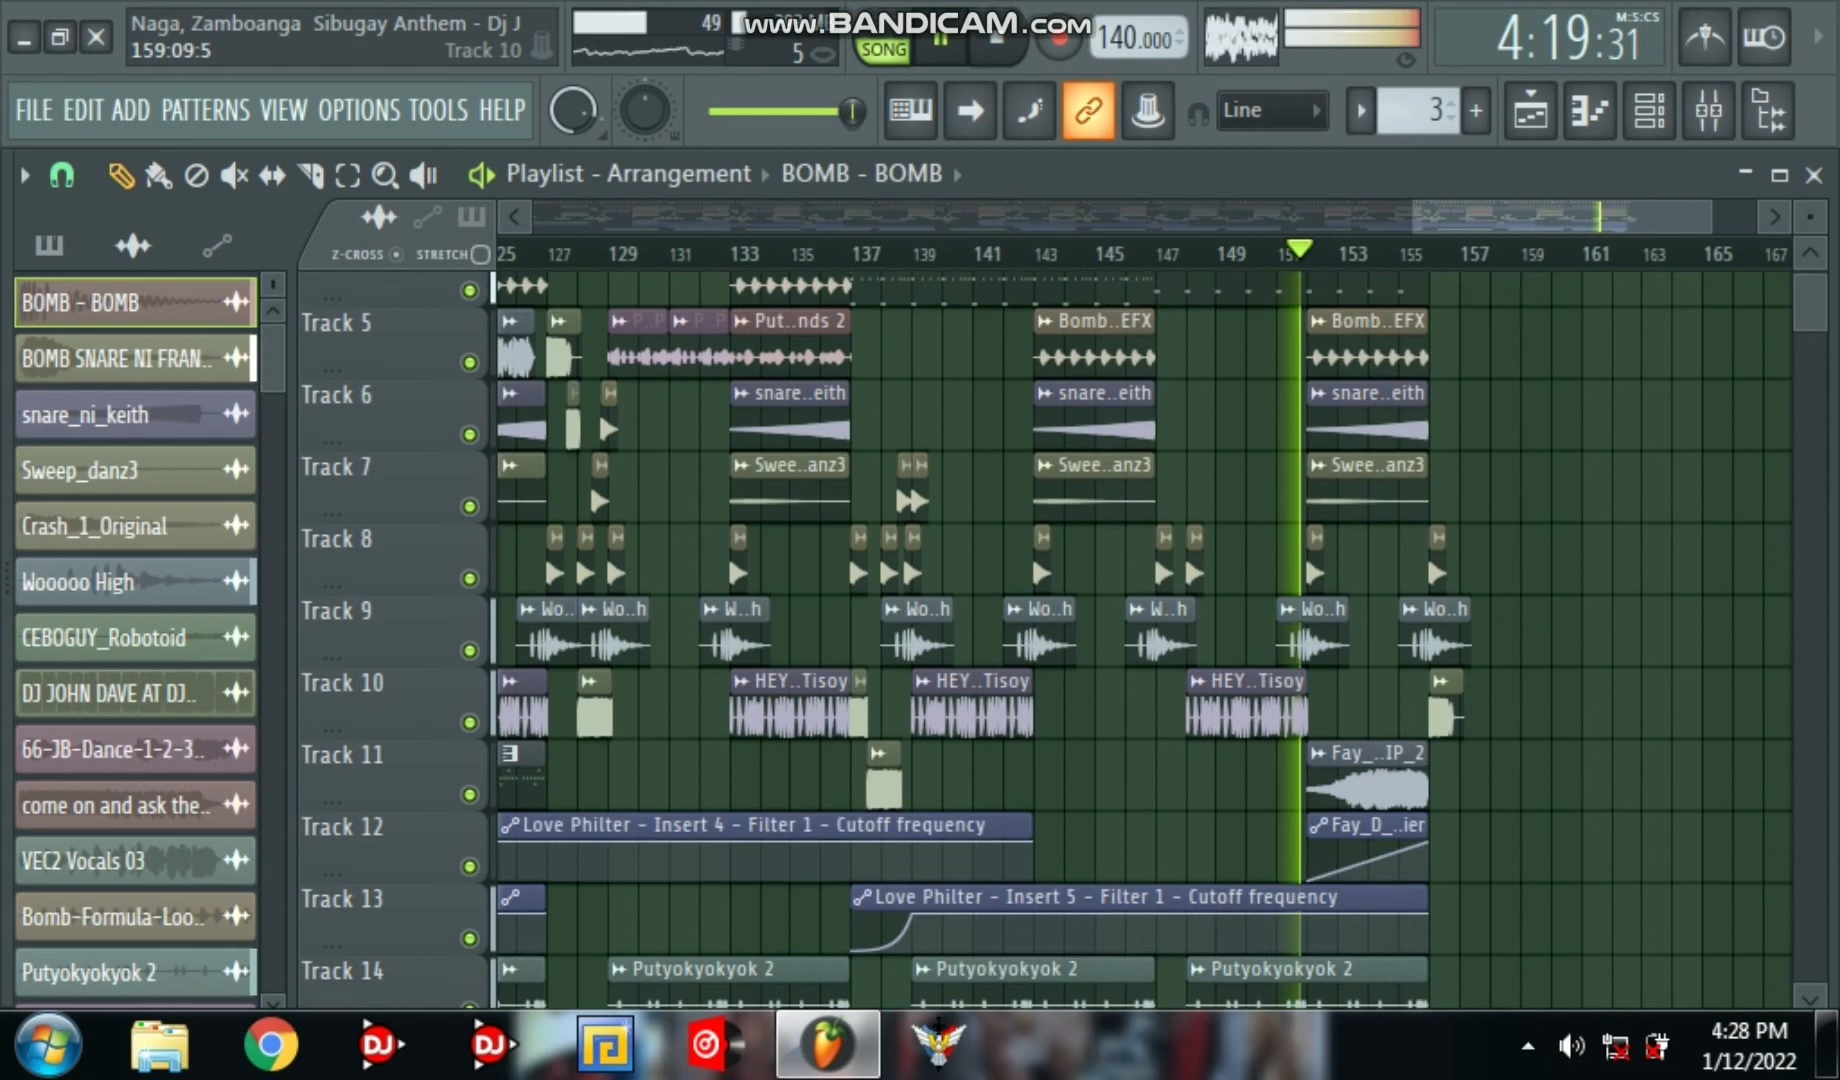 Naga, Zamboanga Sibugay Anthem - Dj J
159:09:5 Track 10
49
5
www.BANDICAM.com
SONG
140.000
4:19:31
M:S:CS
FILE EDIT ADD PATTERNS VIEW OPTIONS TOOLS HELP
Line
3
Playlist - Arrangement BOMB - BOMB
Z-CROSS STRETCH
25 127 129 131 133 135 137 139 141 143 145 147 149 153 155 157 159 163 165 167
BOMB - BOMB
BOMB SNARE NI FRAN..
snare_ni_keith
Sweep_danz3
Crash_1_Original
Wooooo High
CEBOGUY_Robotoid
DJ JOHN DAVE AT DJ..
66-JB-Dance-1-2-3..
come on and ask the..
VEC2 Vocals 03
Bomb-Formula-Loo..
Putyokyokyok 2
Track 5
Put..nds 2 Bomb..EFX Bomb..EFX
Track 6
snare..eith snare..eith snare..eith
Track 7
Swee..anz3 Swee..anz3 Swee..anz3
Track 8
Track 9
Wo.. Wo..h W..h Wo..h Wo..h W..h Wo..h Wo..h
Track 10
HEY..Tisoy HEY..Tisoy HEY..Tisoy
Track 11
Fay_..IP_2
Track 12
Love Philter - Insert 4 - Filter 1 - Cutoff frequency Fay_D_..ier
Track 13
Love Philter - Insert 5 - Filter 1 - Cutoff frequency
Track 14
Putyokyokyok 2 Putyokyokyok 2 Putyokyokyok 2
DJ
DJ
4:28 PM
1/12/2022